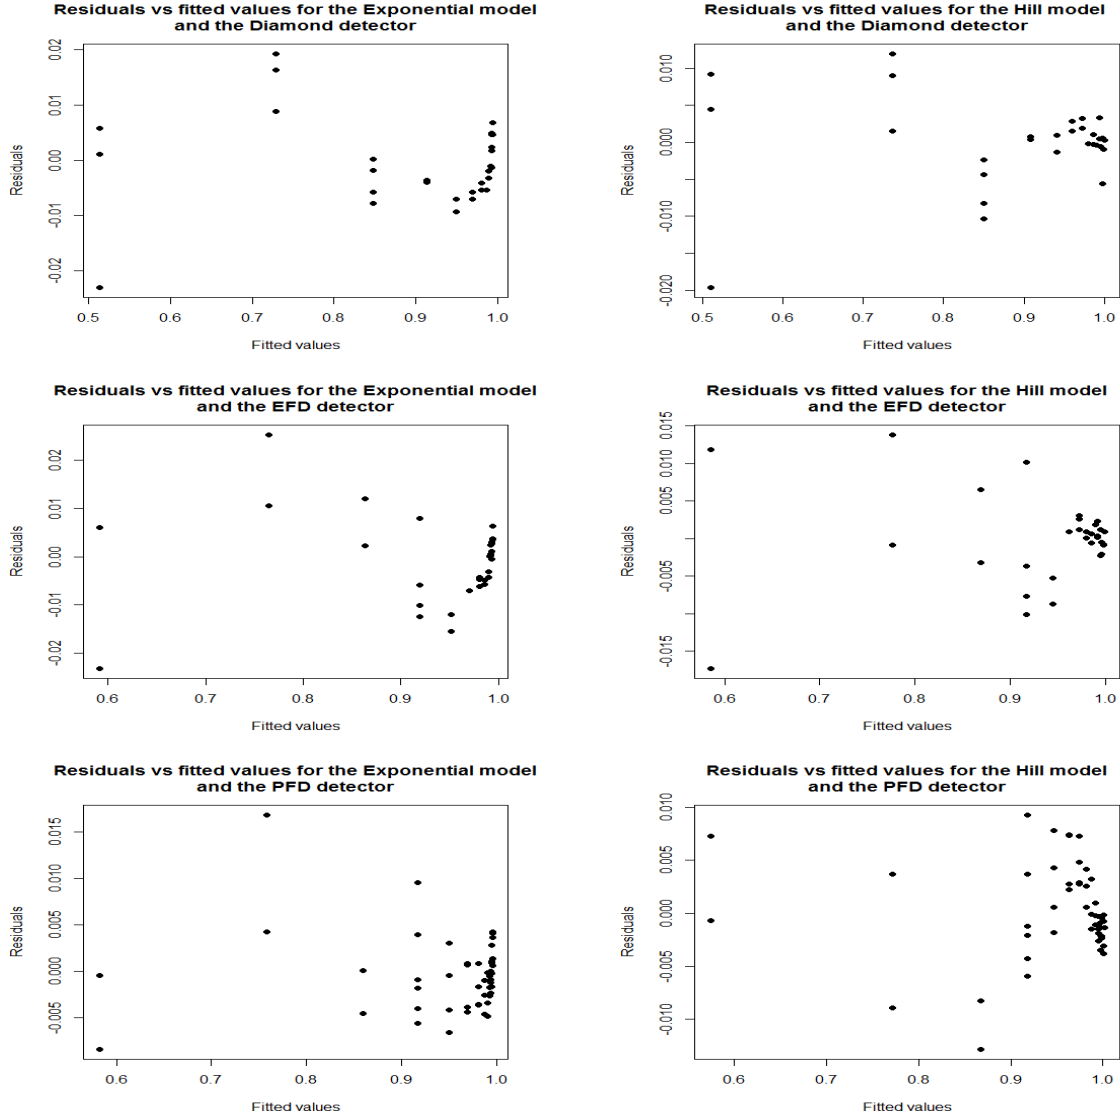 Residuals vs fitted values for the Exponential model
and the Diamond detector
Residuals
0.02
0.01
0.00
-0.01
-0.02
0.5 0.6 0.7 0.8 0.9 1.0
Fitted values
Residuals vs fitted values for the Hill model
and the Diamond detector
Residuals
0.010
0.000
-0.010
-0.020
0.5 0.6 0.7 0.8 0.9 1.0
Fitted values
Residuals vs fitted values for the Exponential model
and the EFD detector
Residuals
0.02
0.01
0.00
-0.01
-0.02
0.6 0.7 0.8 0.9 1.0
Fitted values
Residuals vs fitted values for the Hill model
and the EFD detector
Residuals
0.015
0.010
0.005
-0.005
-0.015
0.6 0.7 0.8 0.9 1.0
Fitted values
Residuals vs fitted values for the Exponential model
and the PFD detector
Residuals
0.015
0.010
0.005
0.000
-0.005
0.6 0.7 0.8 0.9 1.0
Fitted values
Residuals vs fitted values for the Hill model
and the PFD detector
Residuals
0.010
0.005
0.000
-0.005
-0.010
0.6 0.7 0.8 0.9 1.0
Fitted values